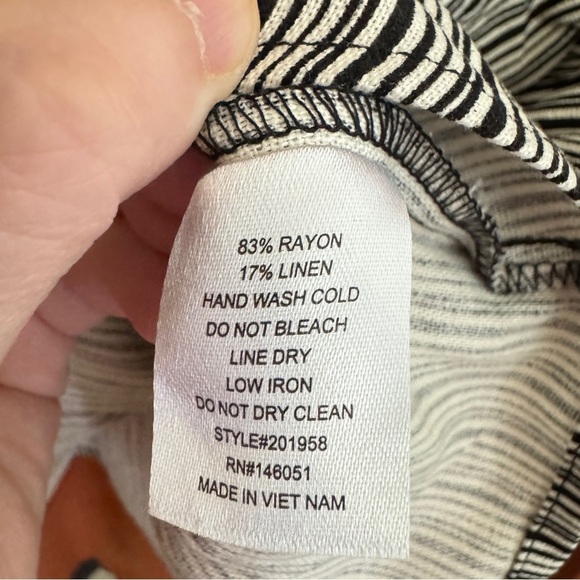 83% RAYON
17% LINEN
HAND WASH COLD
DO NOT BLEACH
LINE DRY
LOW IRON
DO NOT DRY CLEAN
STYLE#201958
RN#146051
MADE IN VIET NAM